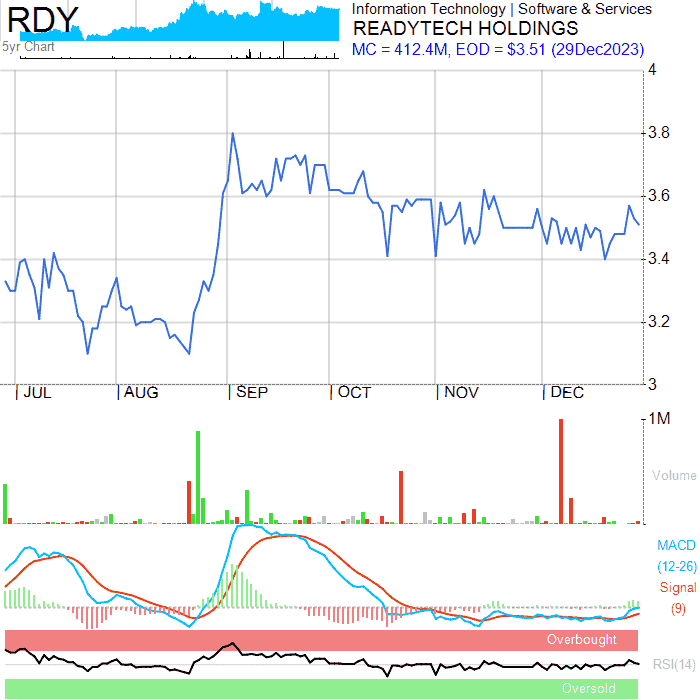 RDY
5yr Chart
Information Technology | Software & Services
READYTECH HOLDINGS
MC = 412.4M, EOD = $3.51 (29Dec2023)
4
3.8
3.6
3.4
3.2
3
JUL AUG SEP OCT NOV DEC
1M
Volume
MACD
(12-26)
Signal
(9)
Overbought
RSI(14)
Oversold